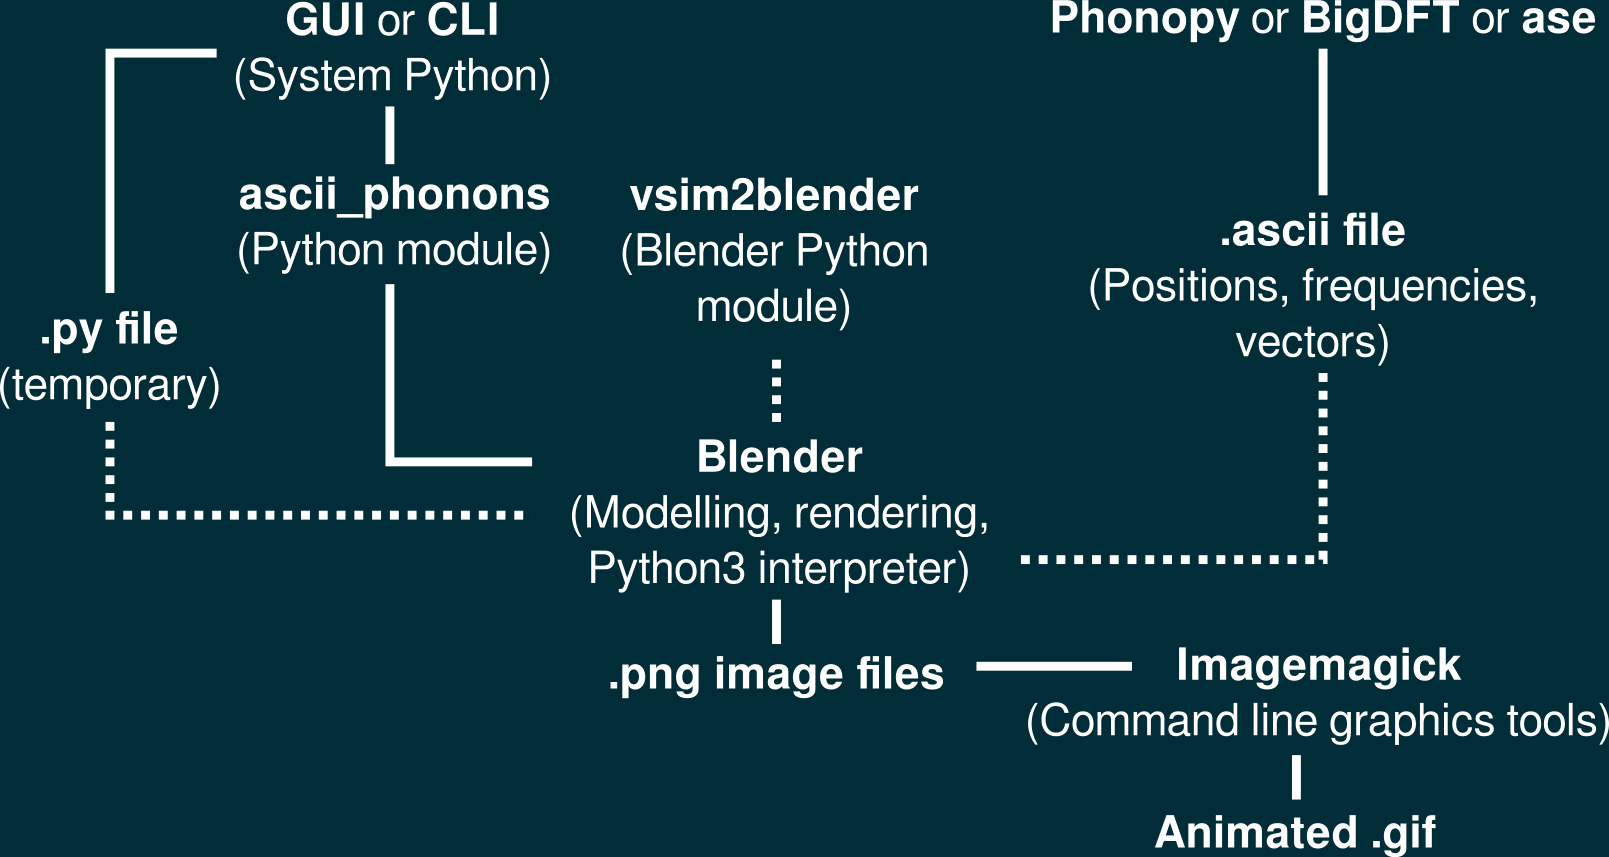 GUI or CLI
(System Python)
Phonopy or BigDFT or ase
ascii_phonons
(Python module)
vsim2blender
(Blender Python
module)
.ascii file
(Positions, frequencies,
vectors)
.py file
(temporary)
Blender
(Modelling, rendering,
Python3 interpreter)
.png image files
Imagemagick
(Command line graphics tools)
Animated .gif